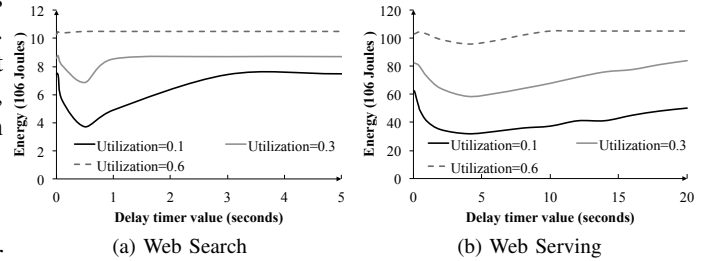 Energy (106 Joules )
12
10
8
6
4
2
0
Utilization=0.1
Utilization=0.3
Utilization=0.6
0 1 2 3 4 5
Delay timer value (seconds)
(a) Web Search
Energy (106 Joules )
120
100
80
60
40
20
0
Utilization=0.1
Utilization=0.3
Utilization=0.6
0 5 10 15 20
Delay timer value (seconds)
(b) Web Serving